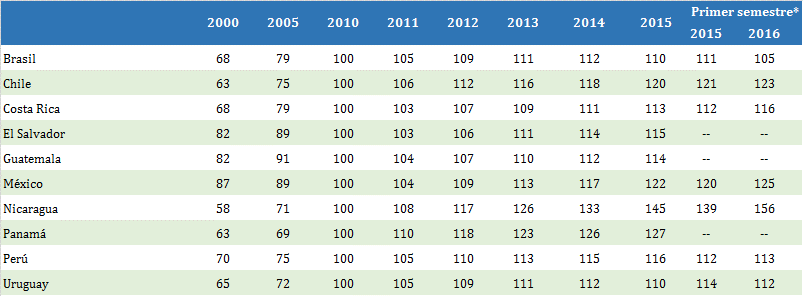 Primer semestre*
2000 2005 2010 2011 2012 2013 2014 2015 2015 2016
Brasil 68 79 100 105 109 111 112 110 111 105
Chile 63 75 100 106 112 116 118 120 121 123
Costa Rica 68 79 100 103 107 109 111 113 112 116
El Salvador 82 89 100 103 106 111 114 115 -- --
Guatemala 82 91 100 104 107 110 112 114 -- --
México 87 89 100 104 109 113 117 122 120 125
Nicaragua 58 71 100 108 117 126 133 145 139 156
Panamá 63 69 100 110 118 123 126 127 -- --
Perú 70 75 100 105 110 113 115 116 112 113
Uruguay 65 72 100 105 109 111 112 110 114 112